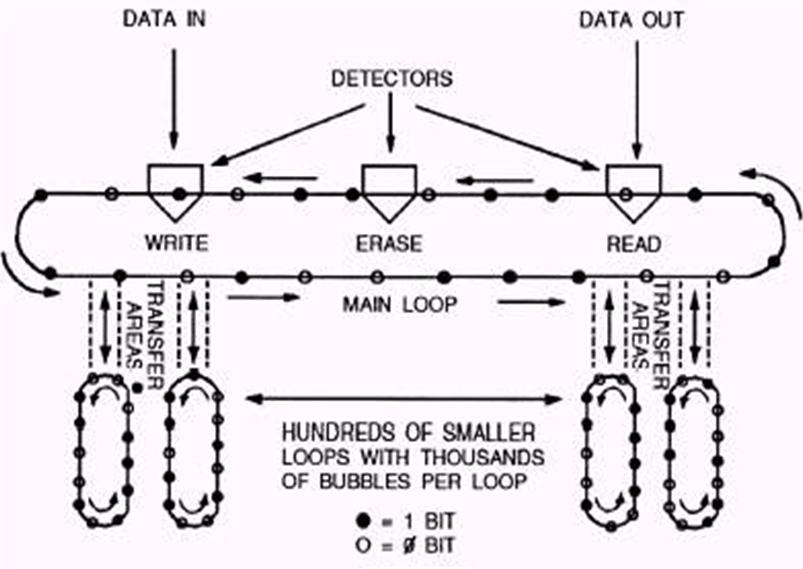 DATA IN
DATA OUT
DETECTORS
WRITE
ERASE
READ
MAIN LOOP
TRANSFER
AREAS
TRANSFER
AREAS
HUNDREDS OF SMALLER
LOOPS WITH THOUSANDS
OF BUBBLES PER LOOP
● = 1 BIT
○ = Ø BIT